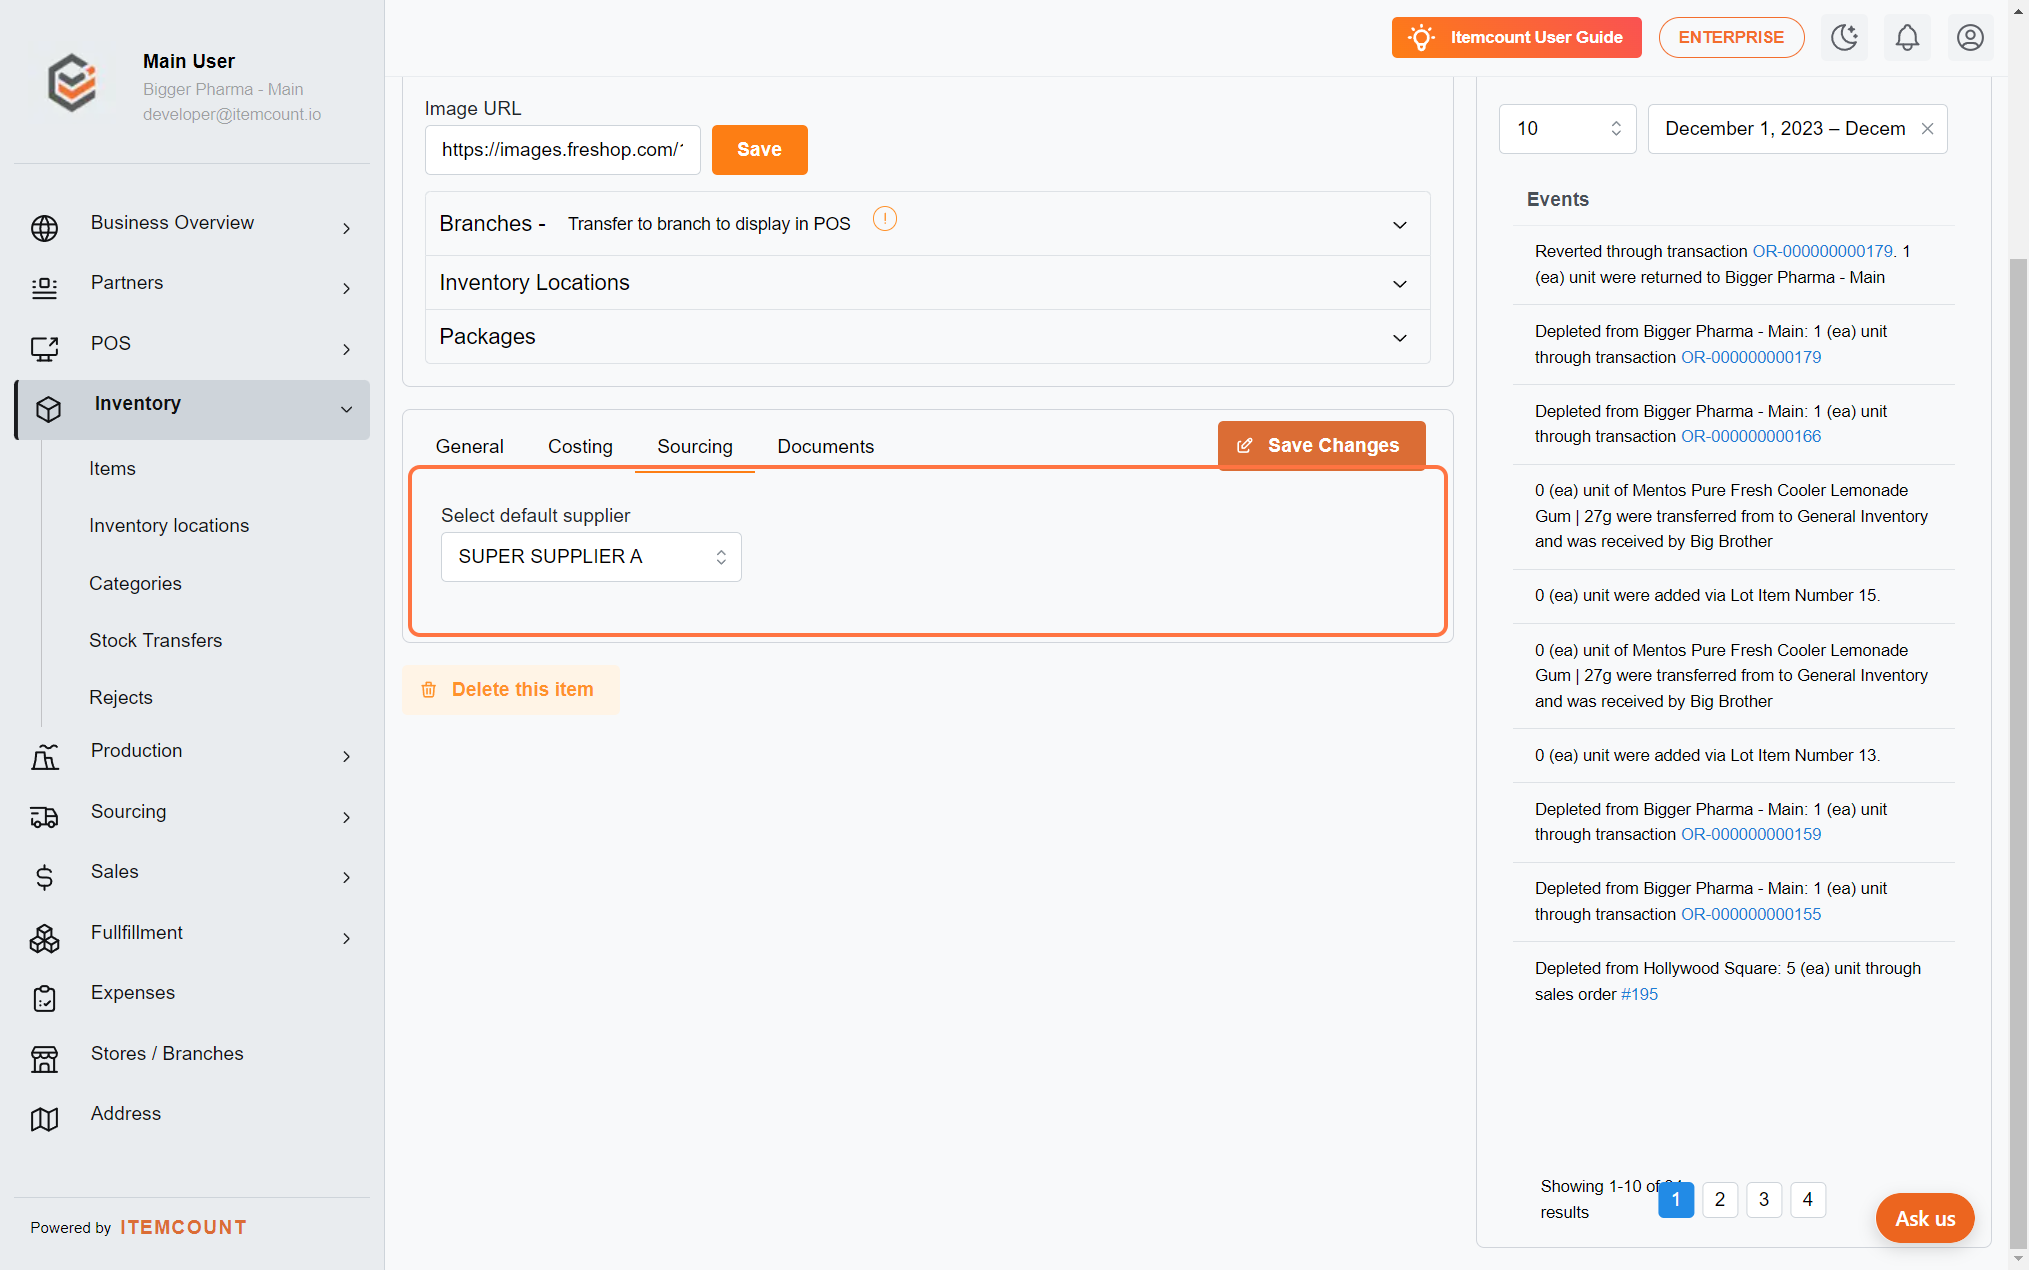 Main User
Bigger Pharma - Main
developer@itemcount.io
Business Overview
Partners
POS
Inventory
Items
Inventory locations
Categories
Stock Transfers
Rejects
Production
Sourcing
Sales
Fullfillment
Expenses
Stores / Branches
Address
Powered by ITEMCOUNT
Itemcount User Guide
ENTERPRISE
Image URL
https://images.freshop.com/
Save
Branches - Transfer to branch to display in POS
Inventory Locations
Packages
General Costing Sourcing Documents
Save Changes
Select default supplier
SUPER SUPPLIER A
Delete this item
10
December 1, 2023 – Decem
Events
Reverted through transaction OR-000000000179. 1
(ea) unit were returned to Bigger Pharma - Main
Depleted from Bigger Pharma - Main: 1 (ea) unit
through transaction OR-000000000179
Depleted from Bigger Pharma - Main: 1 (ea) unit
through transaction OR-000000000166
0 (ea) unit of Mentos Pure Fresh Cooler Lemonade
Gum | 27g were transferred from to General Inventory
and was received by Big Brother
0 (ea) unit were added via Lot Item Number 15.
0 (ea) unit of Mentos Pure Fresh Cooler Lemonade
Gum | 27g were transferred from to General Inventory
and was received by Big Brother
0 (ea) unit were added via Lot Item Number 13.
Depleted from Bigger Pharma - Main: 1 (ea) unit
through transaction OR-000000000159
Depleted from Bigger Pharma - Main: 1 (ea) unit
through transaction OR-000000000155
Depleted from Hollywood Square: 5 (ea) unit through
sales order #195
Showing 1-10 of
results
1 2 3 4
Ask us